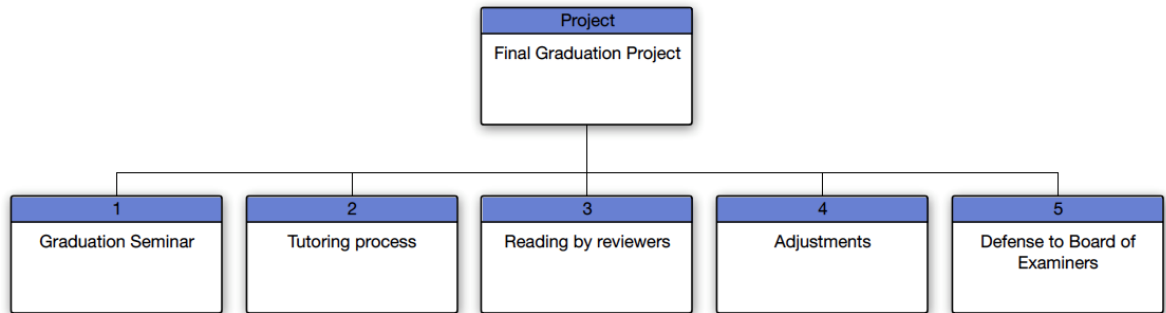 Project
Final Graduation Project
1
Graduation Seminar
2
Tutoring process
3
Reading by reviewers
4
Adjustments
5
Defense to Board of
Examiners